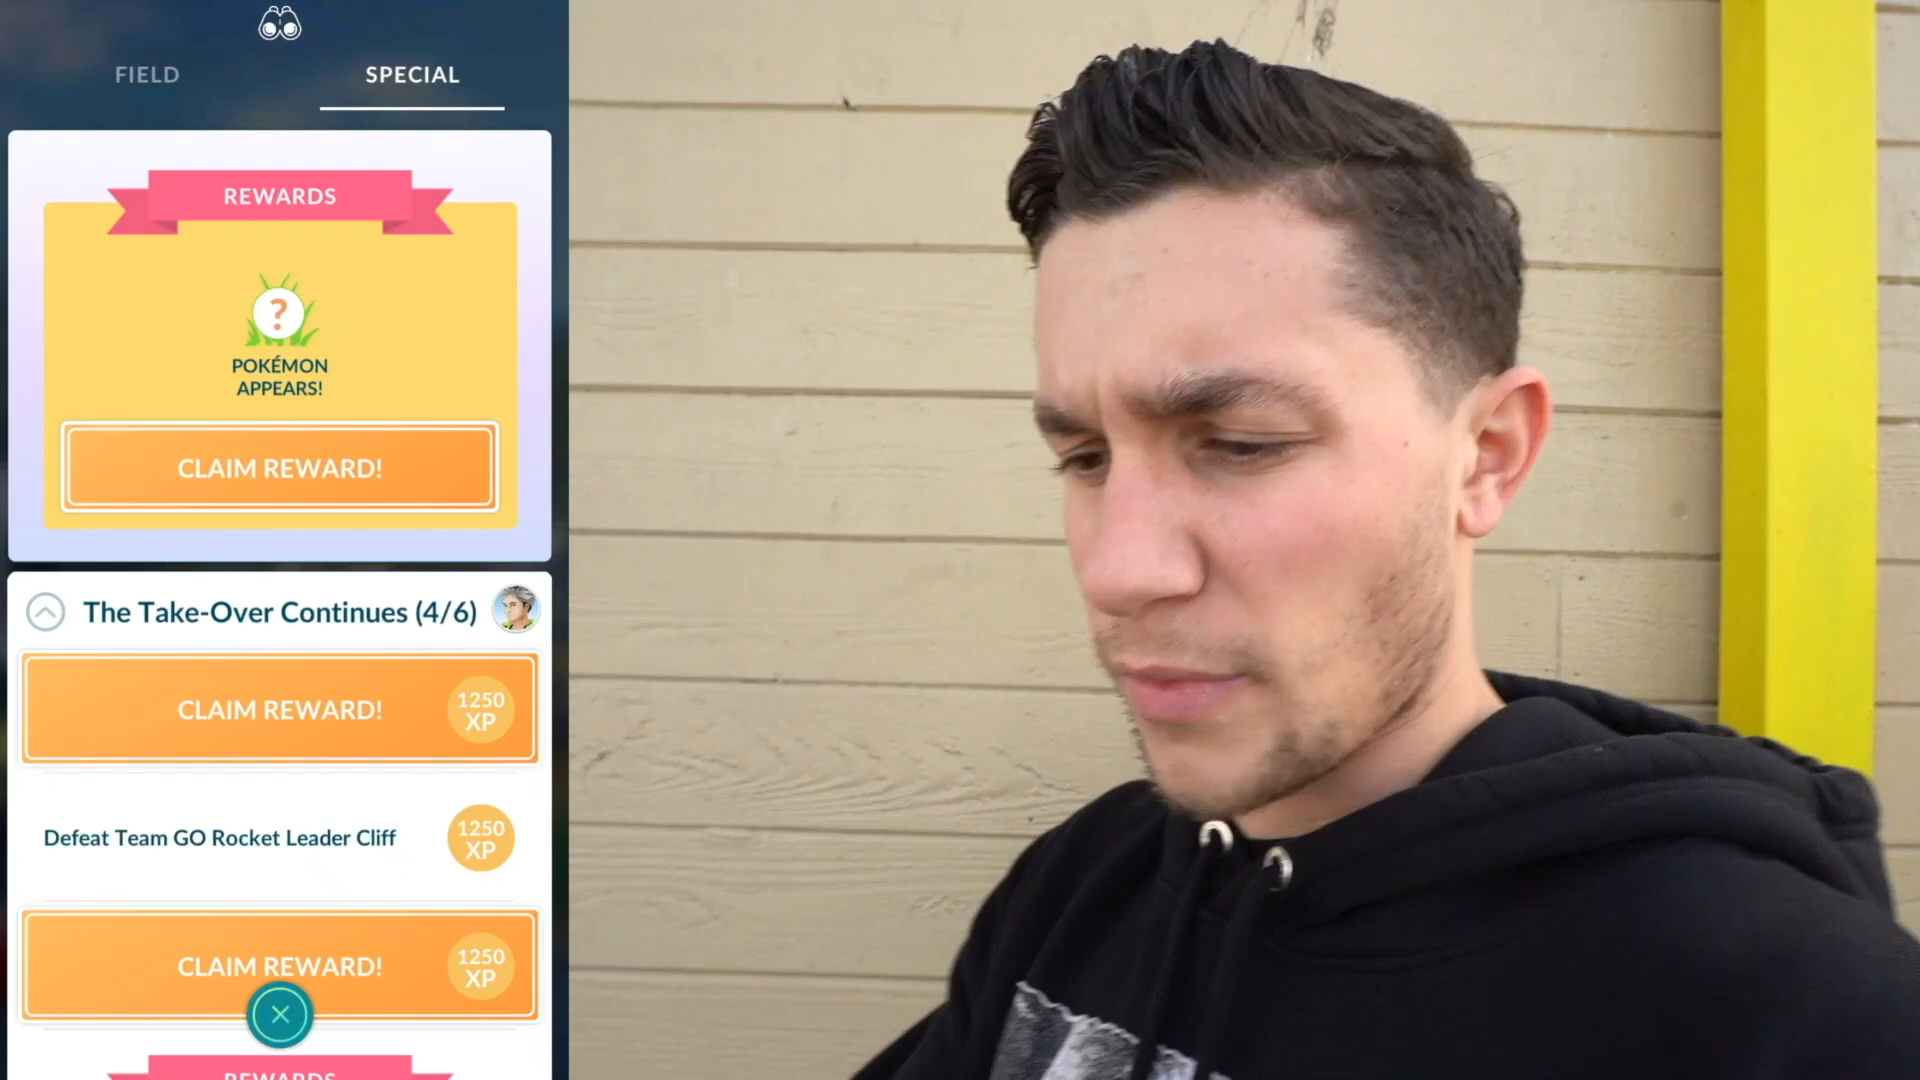 FIELD
SPECIAL
REWARDS
?
POKÉMON
APPEARS!
CLAIM REWARD!
The Take-Over Continues (4/6)
CLAIM REWARD!
1250
XP
Defeat Team GO Rocket Leader Cliff
1250
XP
CLAIM REWARD!
1250
XP
REWARDS